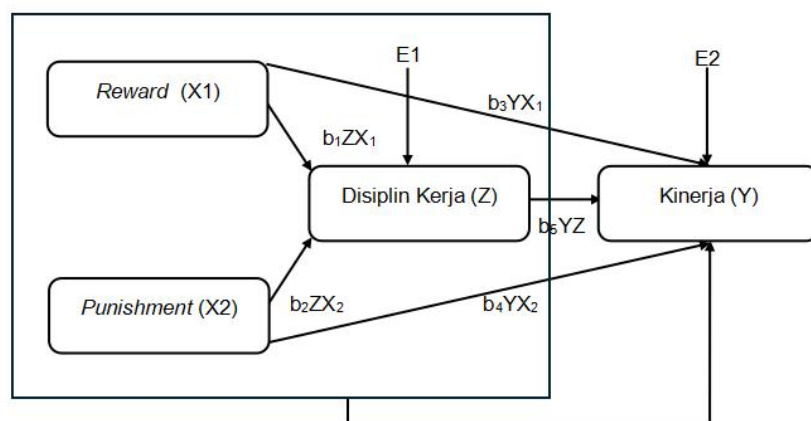 E1
E2
Reward (X1)
b₃YX₁
b₁ZX₁
Disiplin Kerja (Z)
Kinerja (Y)
b₅YZ
Punishment (X2)
b₂ZX₂
b₄YX₂